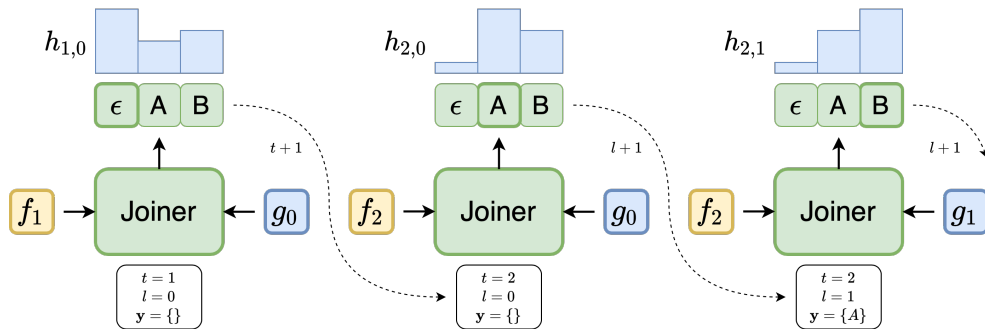 h₁,₀
ϵ A B
t + 1
f₁ Joiner g₀
t = 1
l = 0
y = {}
h₂,₀
ϵ A B
l + 1
f₂ Joiner g₀
t = 2
l = 0
y = {}
h₂,₁
ϵ A B
l + 1
f₂ Joiner g₁
t = 2
l = 1
y = {A}